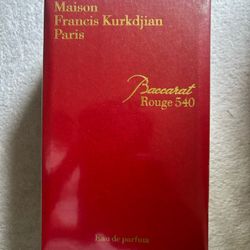 Maison
Francis Kurkdjian
Paris
Baccarat
Rouge 540
Eau de parfum